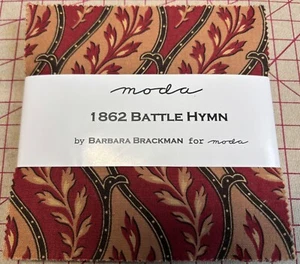 moda
1862 BATTLE HYMN
by BARBARA BRACKMAN for moda